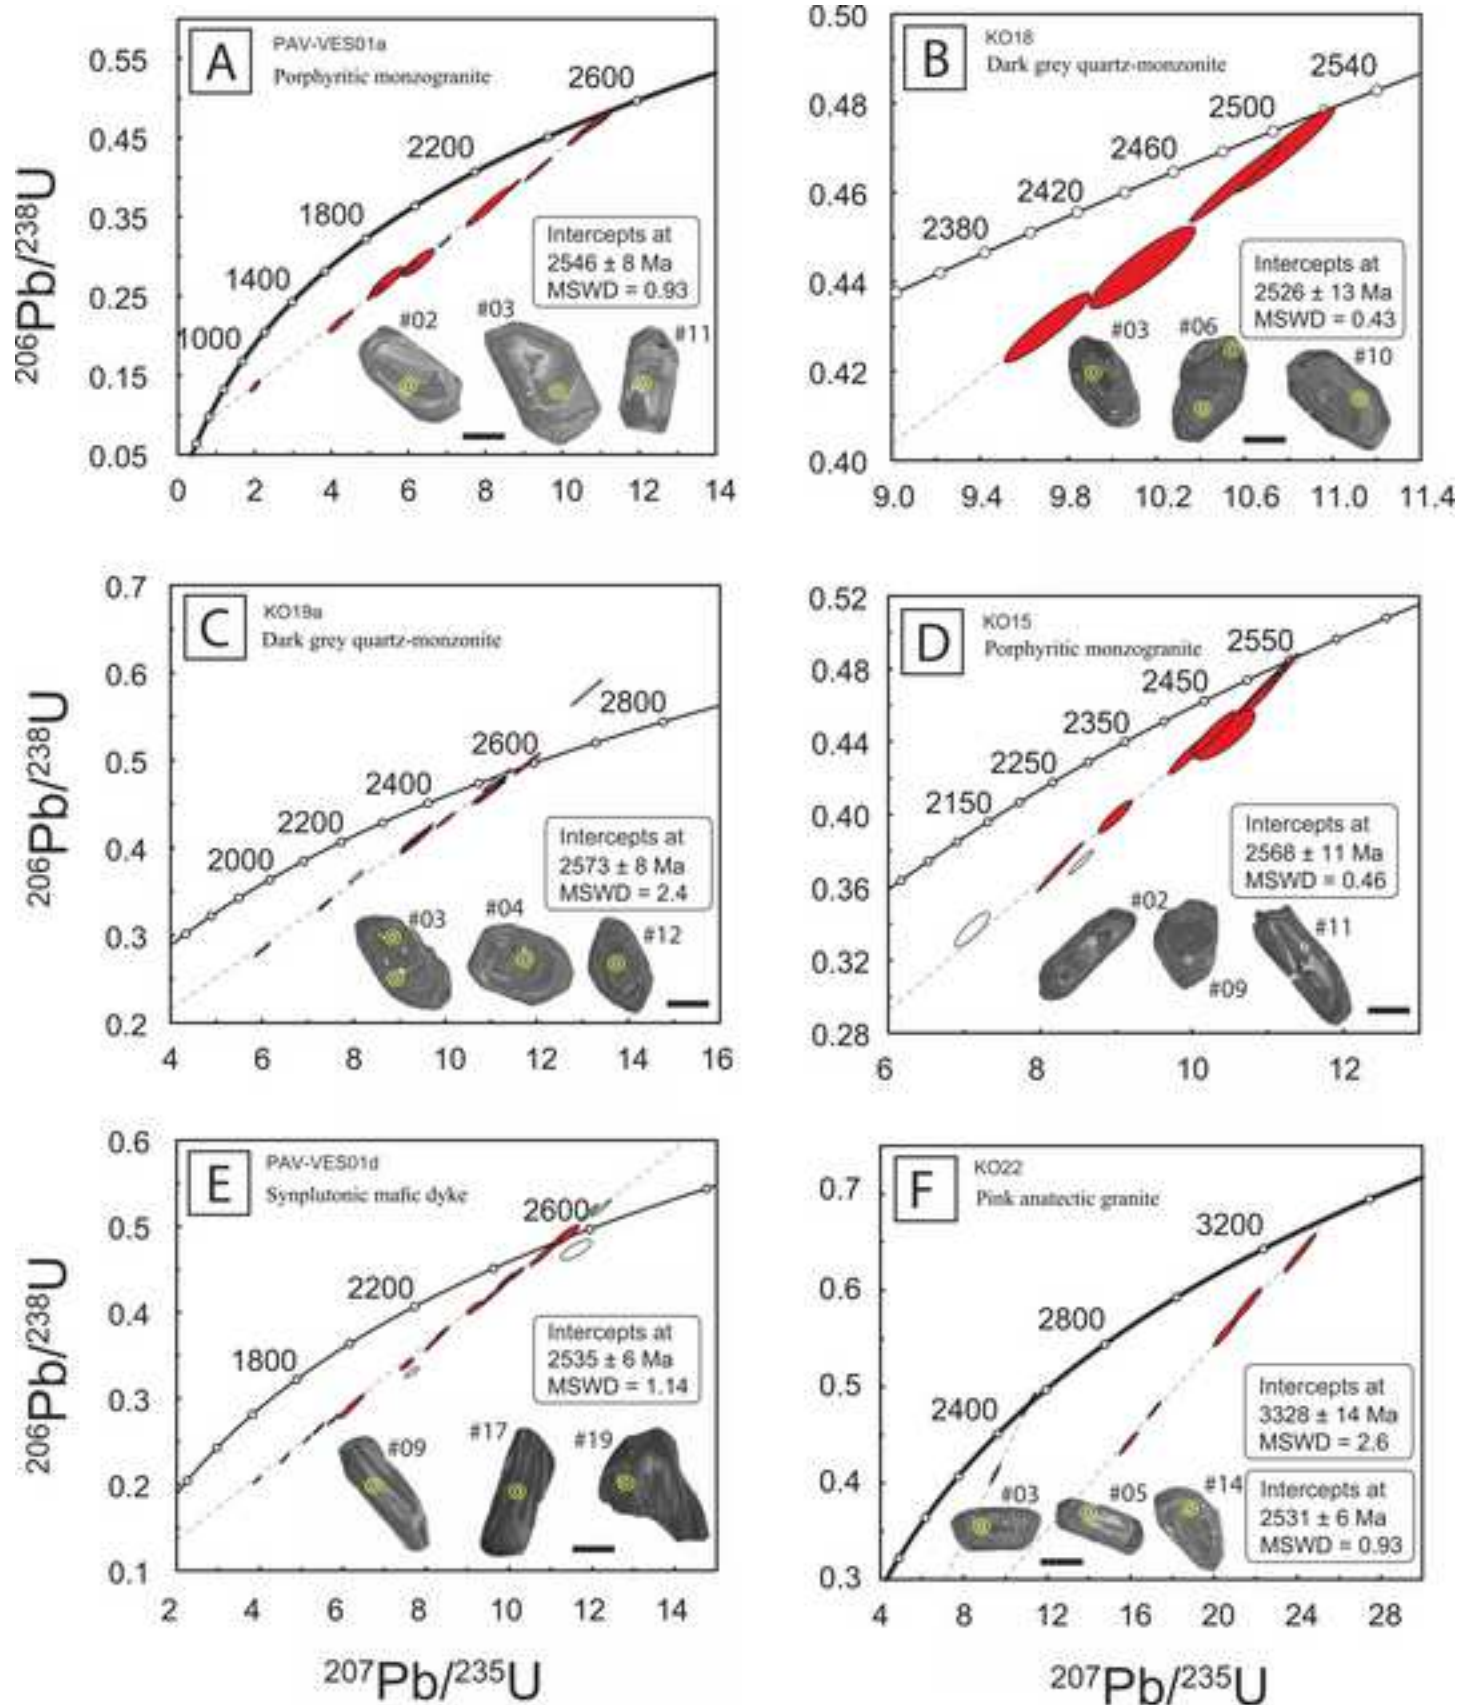 A
PAV-VES01a
Porphyritic monzogranite
0.55
0.45
0.35
0.25
0.15
0.05
2600
2200
1800
1400
1000
Intercepts at
2546 ± 8 Ma
MSWD = 0.93
#02
#03
#11
0 2 4 6 8 10 12 14
206Pb/238U
B
KO18
Dark grey quartz-monzonite
0.50
0.48
0.46
0.44
0.42
0.40
2540
2500
2460
2420
2380
Intercepts at
2526 ± 13 Ma
MSWD = 0.43
#03
#06
#10
9.0 9.4 9.8 10.2 10.6 11.0 11.4
C
KO19a
Dark grey quartz-monzonite
0.7
0.6
0.5
0.4
0.3
0.2
2800
2600
2400
2200
2000
Intercepts at
2573 ± 8 Ma
MSWD = 2.4
#03
#04
#12
4 6 8 10 12 14 16
206Pb/238U
D
KO15
Porphyritic monzogranite
0.52
0.48
0.44
0.40
0.36
0.32
0.28
2550
2450
2350
2250
2150
Intercepts at
2568 ± 11 Ma
MSWD = 0.46
#02
#09
#11
6 8 10 12
E
PAV-VES01d
Synplutonic mafic dyke
0.6
0.5
0.4
0.3
0.2
0.1
2600
2200
1800
Intercepts at
2535 ± 6 Ma
MSWD = 1.14
#09
#17
#19
2 4 6 8 10 12 14
206Pb/238U
207Pb/235U
F
KO22
Pink anatectic granite
0.7
0.6
0.5
0.4
0.3
3200
2800
2400
Intercepts at
3328 ± 14 Ma
MSWD = 2.6
Intercepts at
2531 ± 6 Ma
MSWD = 0.93
#03
#05
#14
4 8 12 16 20 24 28
207Pb/235U